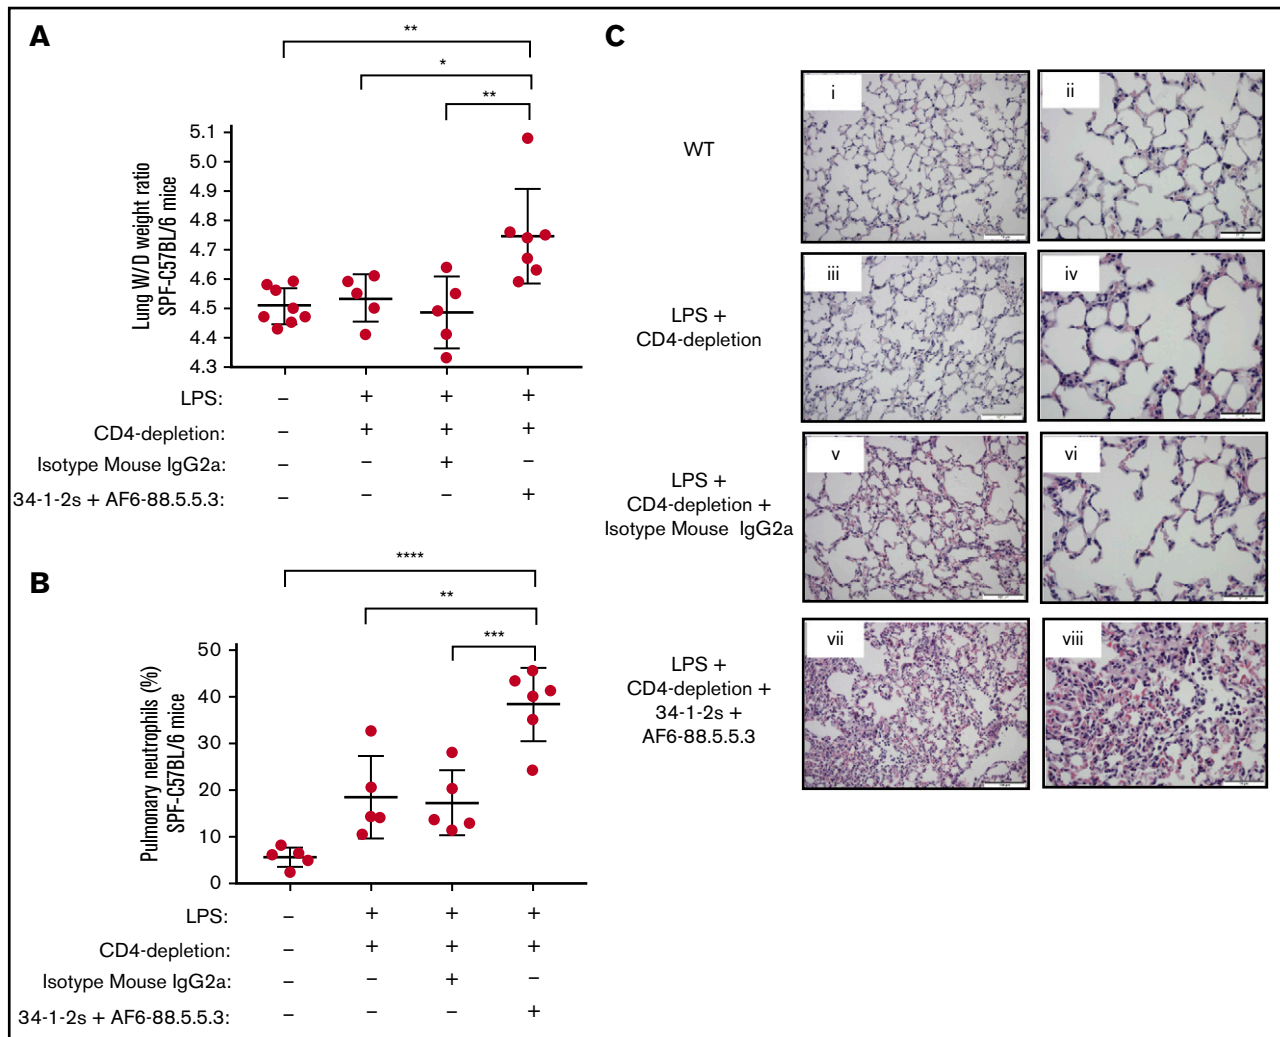 A
**
*
**
Lung W/D weight ratio
SPF-C57BL/6 mice
5.1
5.0
4.9
4.8
4.7
4.6
4.5
4.4
4.3
LPS: – + + +
CD4-depletion: – + + +
Isotype Mouse IgG2a: – – + –
34-1-2s + AF6-88.5.5.3: – – – +
B
****
**
***
Pulmonary neutrophils (%)
SPF-C57BL/6 mice
50
40
30
20
10
0
LPS: – + + +
CD4-depletion: – + + +
Isotype Mouse IgG2a: – – + –
34-1-2s + AF6-88.5.5.3: – – – +
C
WT
i
ii
LPS +
CD4-depletion
iii
iv
LPS +
CD4-depletion +
Isotype Mouse IgG2a
v
vi
LPS +
CD4-depletion +
34-1-2s +
AF6-88.5.5.3
vii
viii